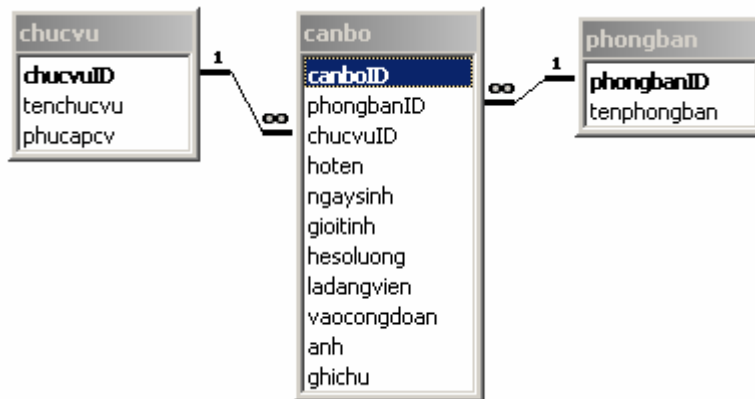 chucvu
chucvuID
tenchucvu
phucapcv
1
∞
canbo
canboID
phongbanID
chucvuID
hoten
ngaysinh
gioitinh
hesoluong
ladangvien
vaocongdoan
anh
ghichu
∞
1
phongban
phongbanID
tenphongban